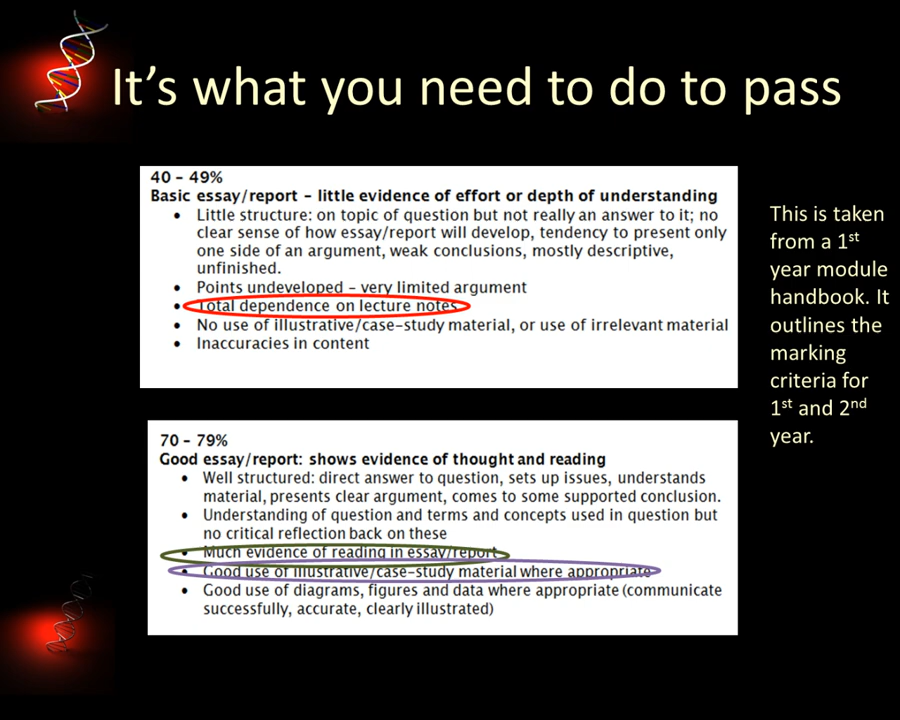 It's what you need to do to pass
40 – 49%
Basic essay/report – little evidence of effort or depth of understanding
• Little structure: on topic of question but not really an answer to it; no
clear sense of how essay/report will develop, tendency to present only
one side of an argument, weak conclusions, mostly descriptive,
unfinished.
• Points undeveloped – very limited argument
• Total dependence on lecture notes
• No use of illustrative/case-study material, or use of irrelevant material
• Inaccuracies in content
This is taken
from a 1st
year module
handbook. It
outlines the
marking
criteria for
1st and 2nd
year.
70 – 79%
Good essay/report: shows evidence of thought and reading
• Well structured: direct answer to question, sets up issues, understands
material, presents clear argument, comes to some supported conclusion.
• Understanding of question and terms and concepts used in question but
no critical reflection back on these
• Much evidence of reading in essay/report
• Good use of illustrative/case-study material where appropriate
• Good use of diagrams, figures and data where appropriate (communicate
successfully, accurate, clearly illustrated)